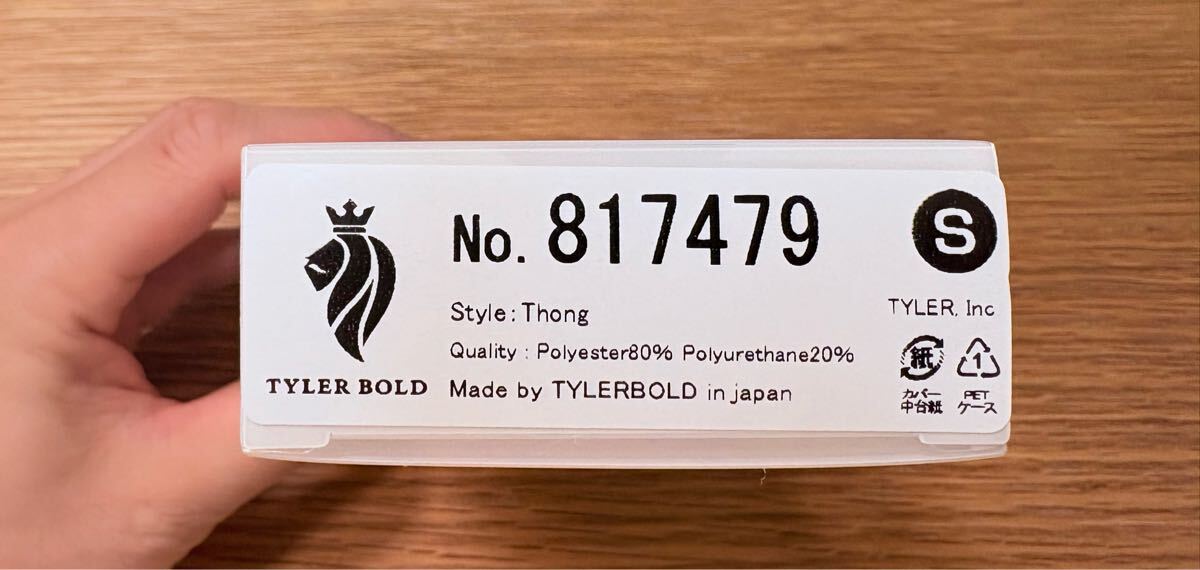 TYLER BOLD
No. 817479
Style: Thong
Quality : Polyester80% Polyurethane20%
Made by TYLERBOLD in japan
S
TYLER, Inc
紙
カバー
中台紙
1
PET
ケース